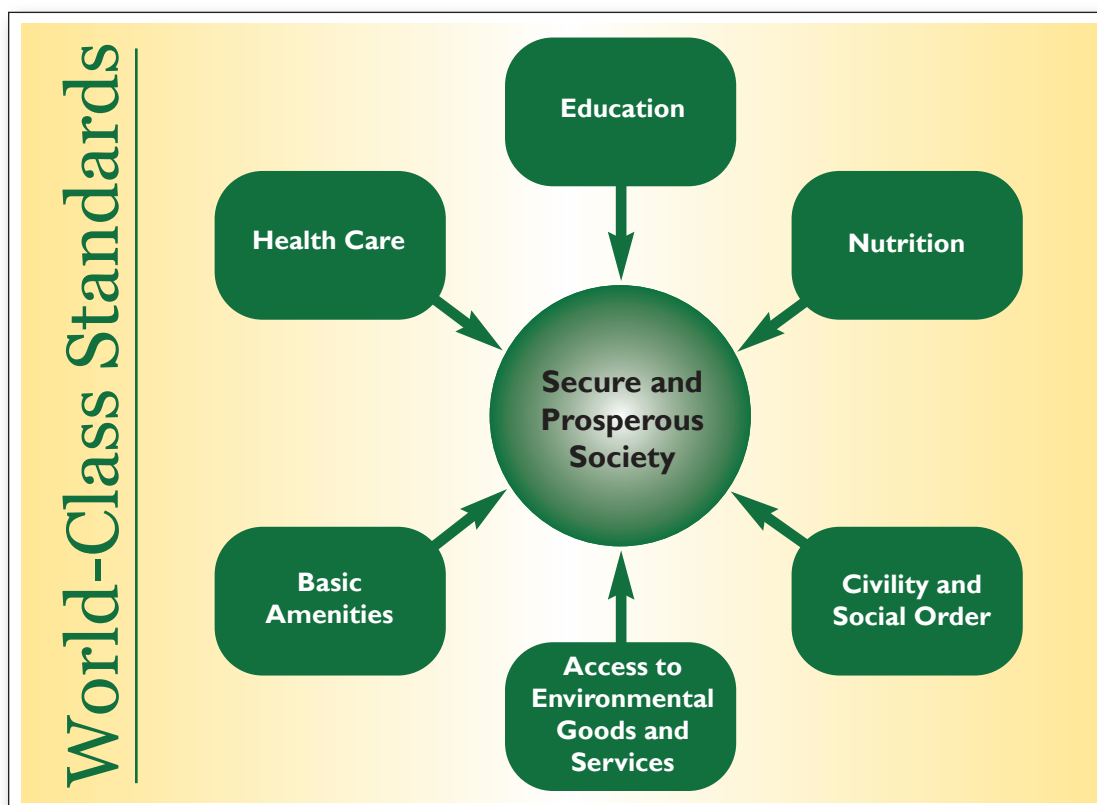 World-Class Standards
Education
Health Care
Nutrition
Secure and
Prosperous
Society
Basic
Amenities
Civility and
Social Order
Access to
Environmental
Goods and
Services